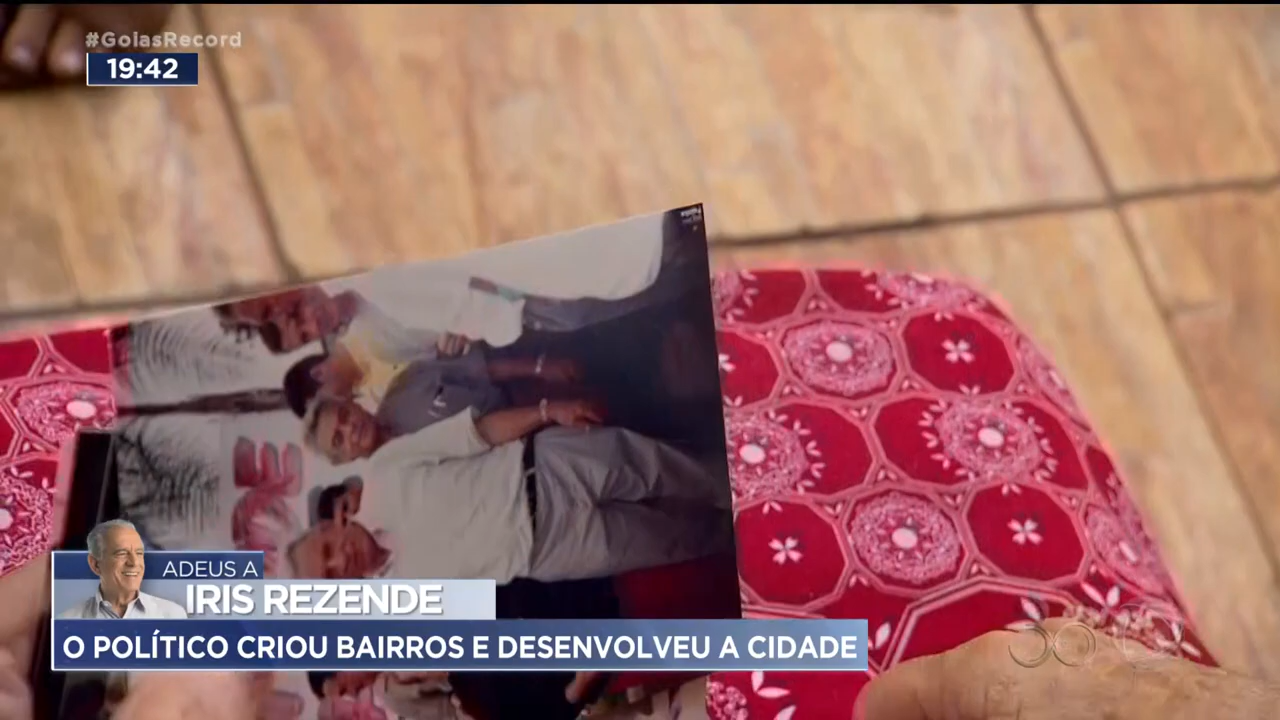 #GoiasRecord
19:42
ADEUS A
IRIS REZENDE
O POLÍTICO CRIOU BAIRROS E DESENVOLVEU A CIDADE